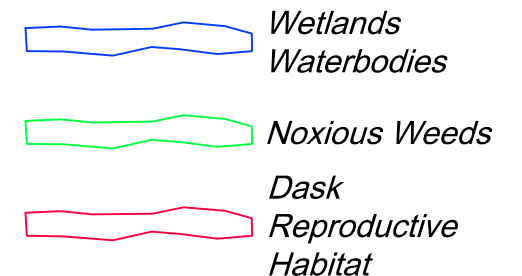 Wetlands
Waterbodies
Noxious Weeds
Dask
Reproductive
Habitat